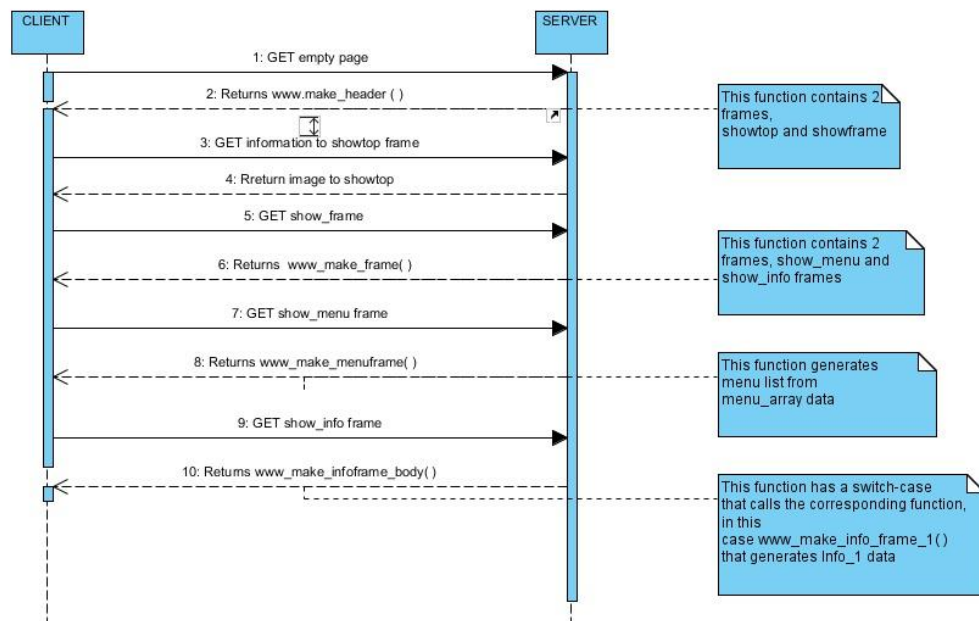 CLIENT
SERVER
1: GET empty page
2: Returns www.make_header ( )
This function contains 2
frames,
showtop and showframe
3: GET information to showtop frame
4: Rreturn image to showtop
5: GET show_frame
6: Returns www_make_frame( )
This function contains 2
frames, show_menu and
show_info frames
7: GET show_menu frame
8: Returns www_make_menuframe( )
This function generates
menu list from
menu_array data
9: GET show_info frame
10: Returns www_make_infoframe_body( )
This function has a switch-case
that calls the corresponding function,
in this
case www_make_info_frame_1( )
that generates Info_1 data